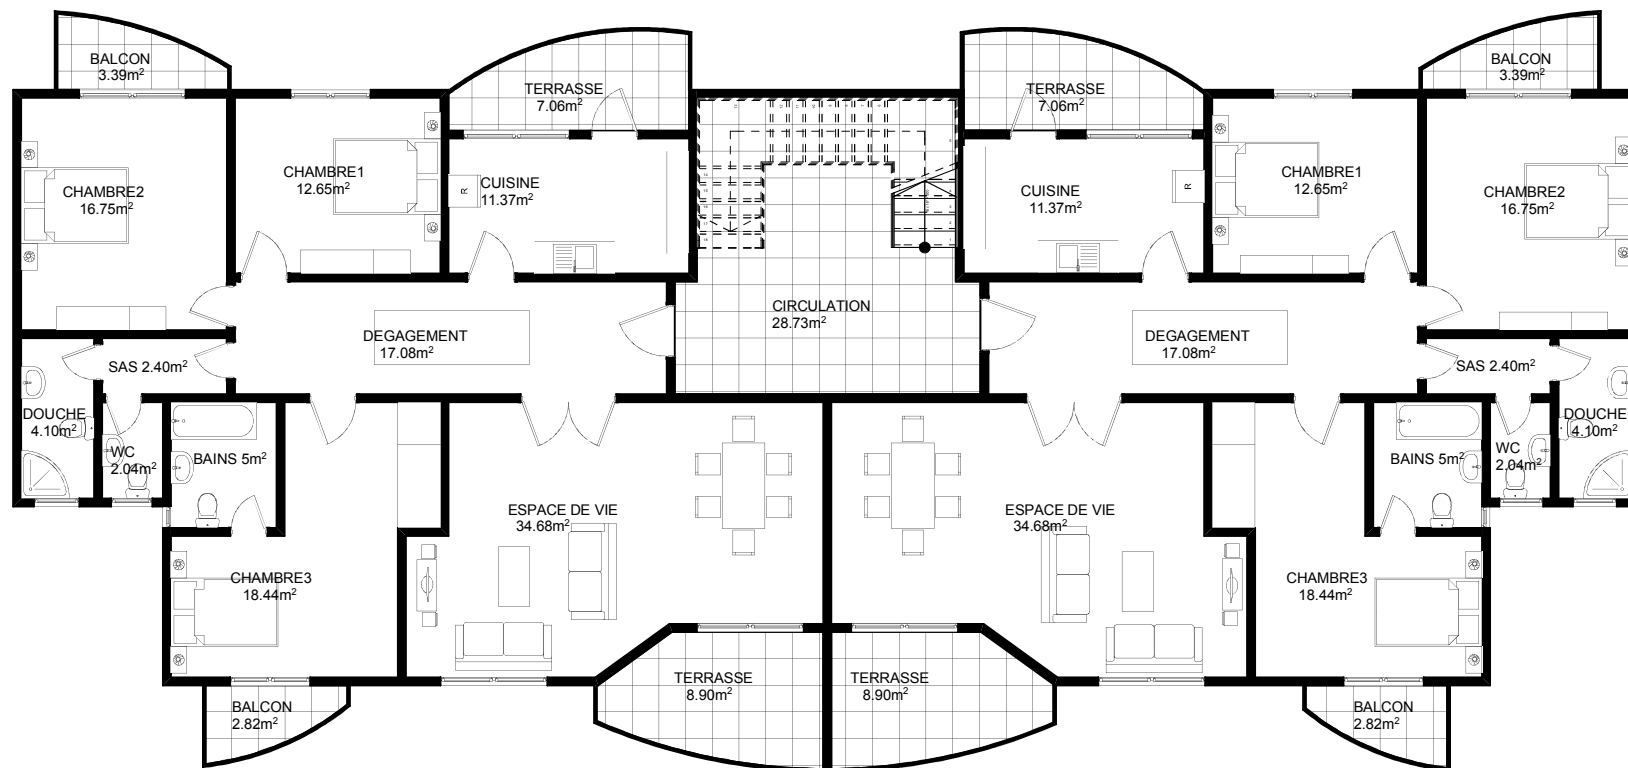 BALCON
3.39m²
TERRASSE
7.06m²
TERRASSE
7.06m²
BALCON
3.39m²
CHAMBRE2
16.75m²
CHAMBRE1
12.65m²
R
CUISINE
11.37m²
CUISINE
11.37m²
R
CHAMBRE1
12.65m²
CHAMBRE2
16.75m²
DEGAGEMENT
17.08m²
CIRCULATION
28.73m²
DEGAGEMENT
17.08m²
SAS 2.40m²
SAS 2.40m²
DOUCHE
4.10m²
WC
2.04m²
BAINS 5m²
ESPACE DE VIE
34.68m²
ESPACE DE VIE
34.68m²
BAINS 5m²
WC
2.04m²
DOUCHE
4.10m²
CHAMBRE3
18.44m²
CHAMBRE3
18.44m²
TERRASSE
8.90m²
TERRASSE
8.90m²
BALCON
2.82m²
BALCON
2.82m²